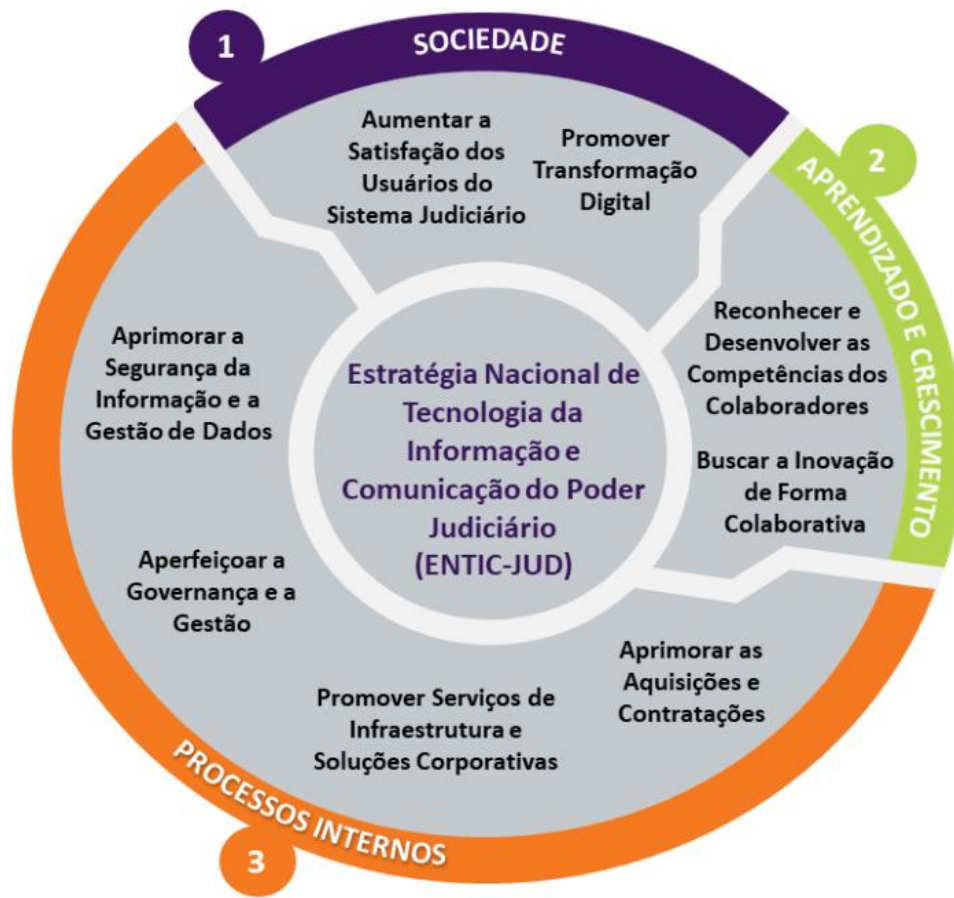 1
SOCIEDADE
Aumentar a
Satisfação dos
Usuários do
Sistema Judiciário
Promover
Transformação
Digital
2
APRENDIZADO E CRESCIMENTO
Reconhecer e
Desenvolver as
Competências dos
Colaboradores
Buscar a Inovação
de Forma
Colaborativa
Estratégia Nacional de
Tecnologia da
Informação e
Comunicação do Poder
Judiciário
(ENTIC-JUD)
Aprimorar a
Segurança da
Informação e a
Gestão de Dados
Aperfeiçoar a
Governança e a
Gestão
Promover Serviços de
Infraestrutura e
Soluções Corporativas
Aprimorar as
Aquisições e
Contratações
PROCESSOS INTERNOS
3